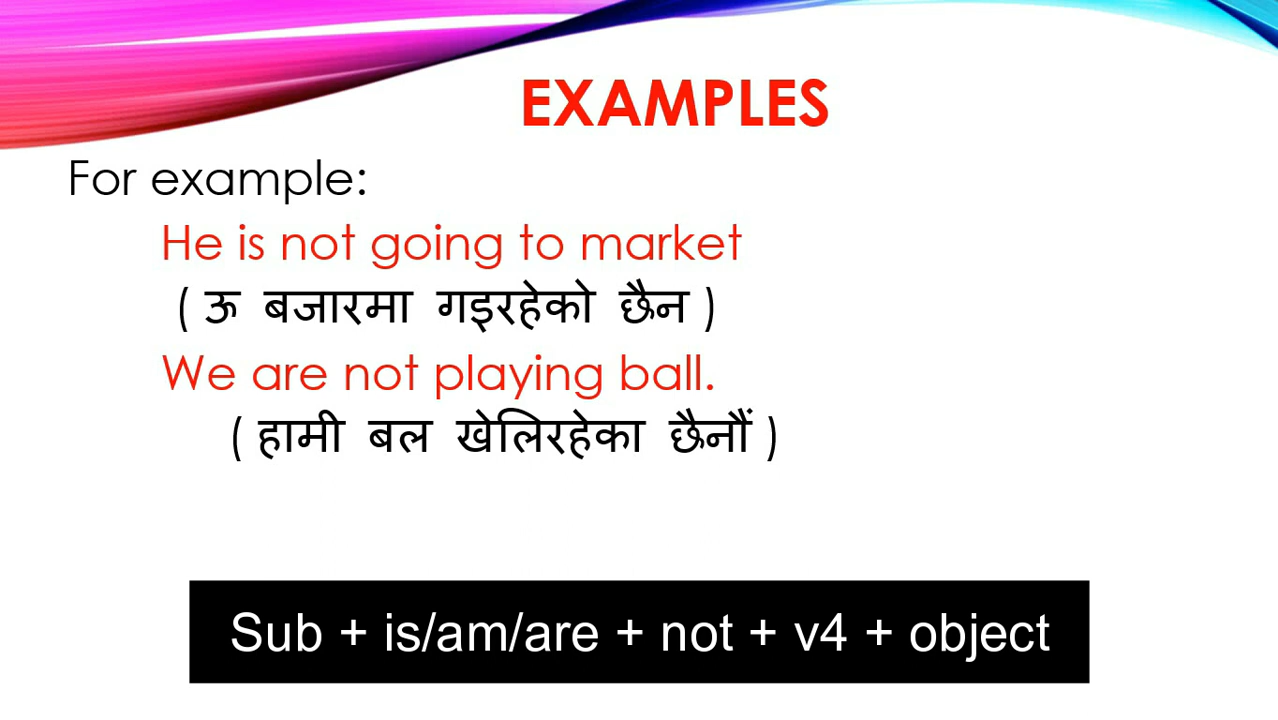 EXAMPLES
For example:
He is not going to market
( ऊ बजारमा गइरहेको छैन )
We are not playing ball.
( हामी बल खेलिरहेका छैनौं )
Sub + is/am/are + not + v4 + object